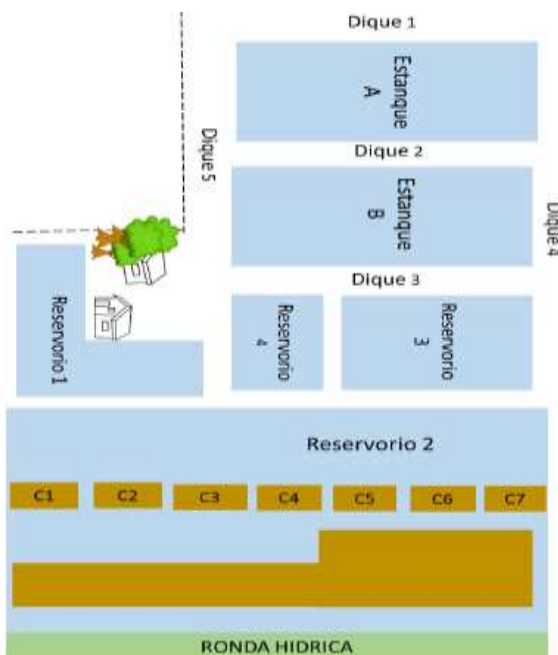 Dique 1
Estanque
A
Dique 5
Dique 2
Estanque
B
Dique 4
Dique 3
Reservorio 1
Reservorio
4
Reservorio
3
Reservorio 2
C1 C2 C3 C4 C5 C6 C7
RONDA HIDRICA